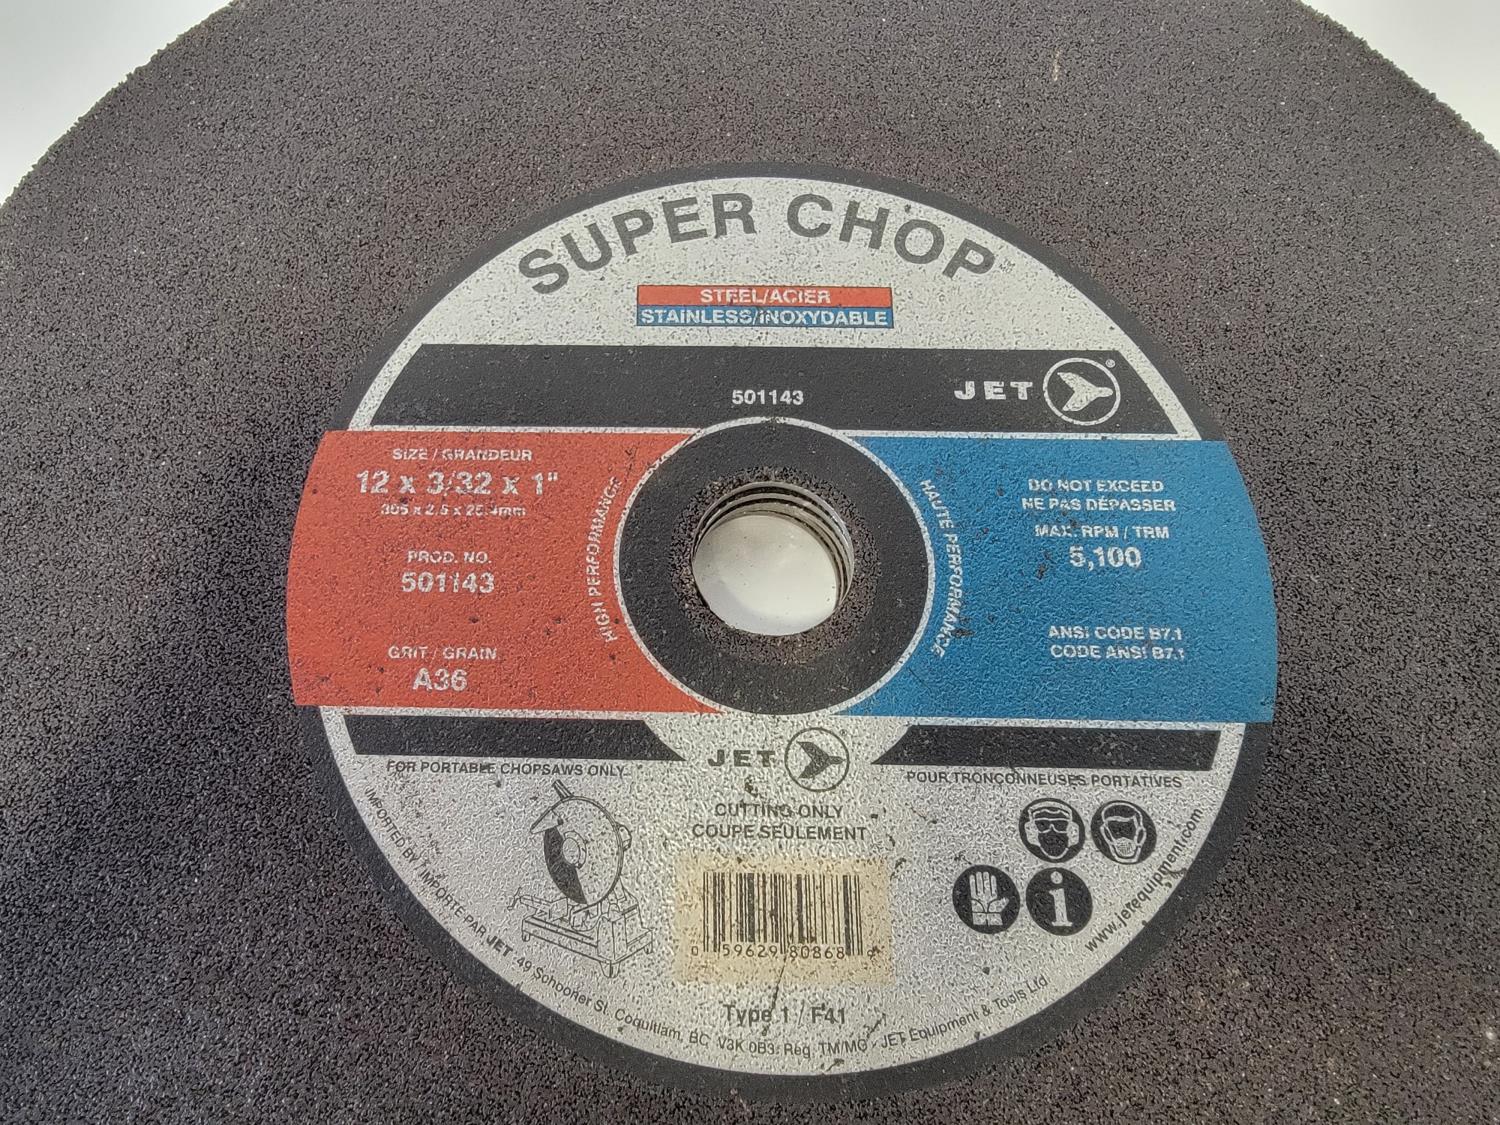 SUPER CHOP
STEEL/ACIER
STAINLESS/INOXYDABLE
501143
JET
SIZE / GRANDEUR
12 x 3/32 x 1"
305 x 2.5 x 25.4mm
PROD. NO.
501143
GRIT / GRAIN
A36
HIGH PERFORMANCE
HAUTE PERFORMANCE
DO NOT EXCEED
NE PAS DÉPASSER
MAX. RPM / TRM
5,100
ANSI CODE B7.1
CODE ANSI B7.1
JET
FOR PORTABLE CHOPSAWS ONLY
POUR TRONÇONNEUSES PORTATIVES
CUTTING ONLY
COUPE SEULEMENT
0 59629 80868
Type 1 / F41
IMPORTED BY / IMPORTÉ PAR JET 49 Schooner St. Coquitlam, BC V3K 0B3. Reg. TM/MC - JET Equipment & Tools Ltd.
www.jetequipment.com